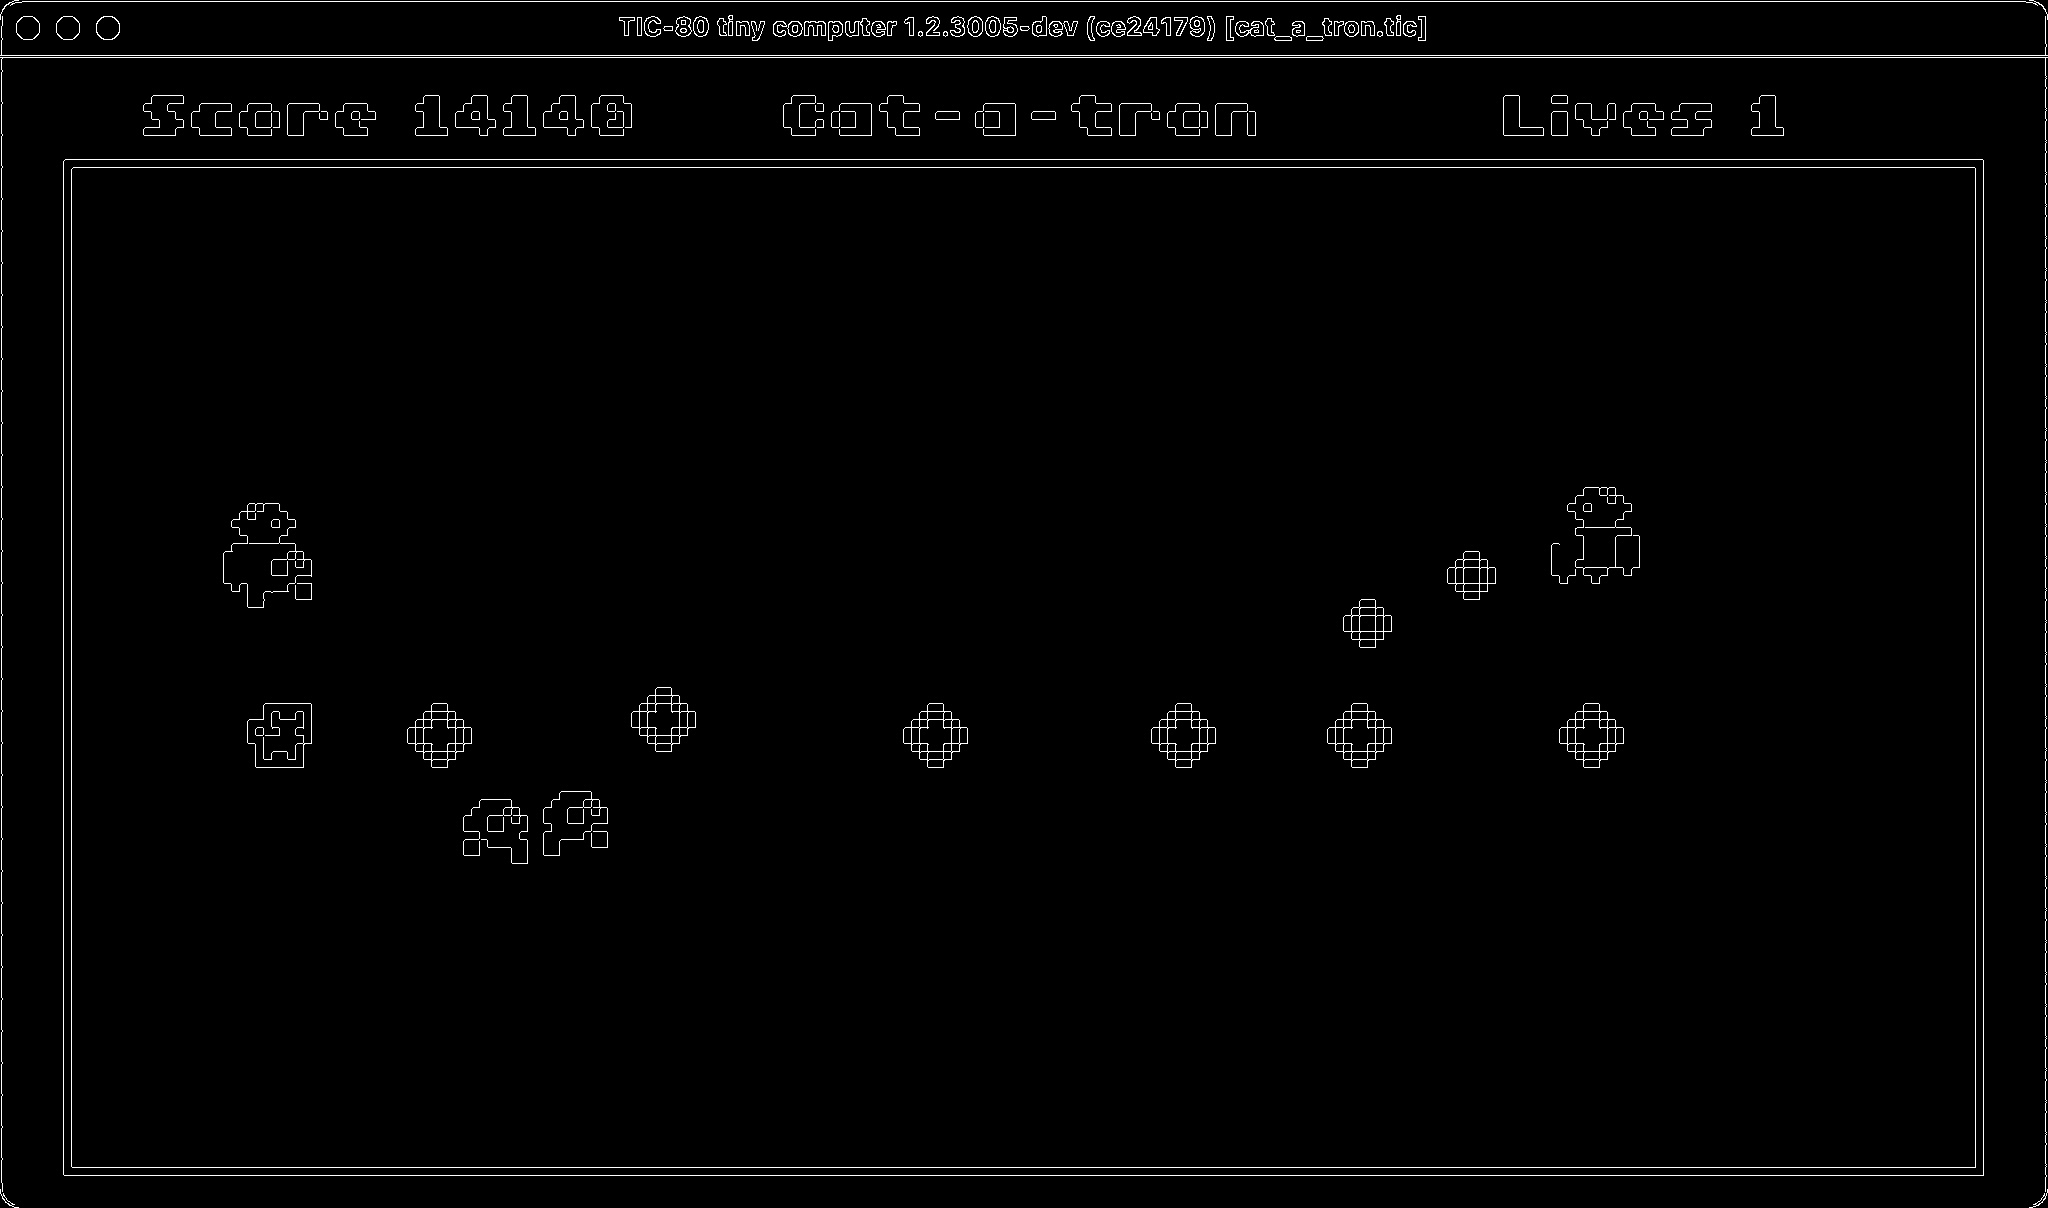 TIC-80 tiny computer 1.2.3005-dev (ce24179) [cat_a_tron.tic]
Score 14140 Cat-a-tron Lives 1